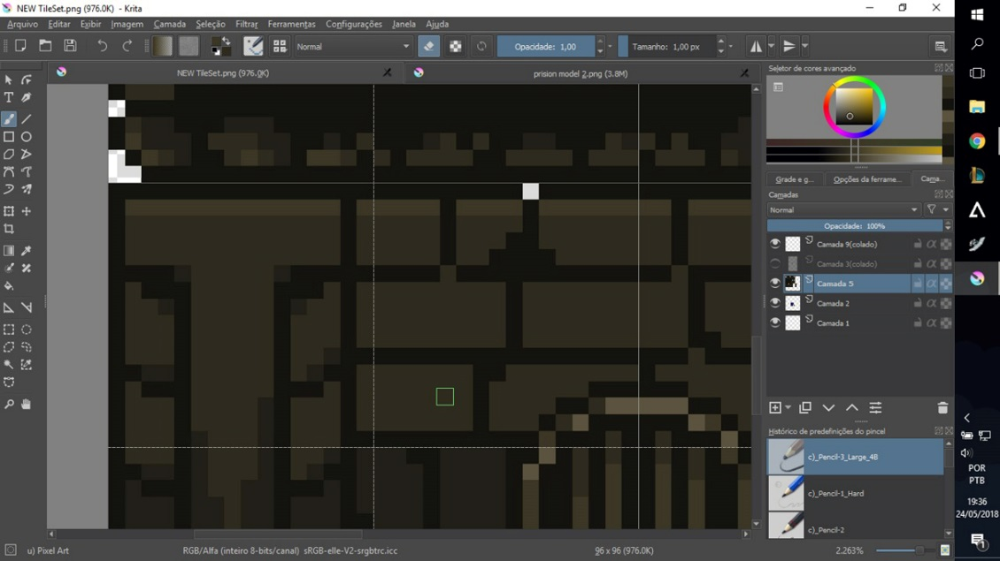 NEW TileSet.png (976.0K) - Krita
Arquivo Editar Exibir Imagem Camada Seleção Filtrar Ferramentas Configurações Janela Ajuda
Normal Opacidade: 1,00 Tamanho: 1,00 px
NEW TileSet.png (976.0K) prision model 2.png (3.8M)
Seletor de cores avançado
Grade e g... Opções da ferrame... Cama...
Camadas
Normal
Opacidade: 100%
Camada 9(colado)
Camada 3(colado)
Camada 5
Camada 2
Camada 1
Histórico de predefinições do pincel
c)_Pencil-3_Large_4B
c)_Pencil-1_Hard
c)_Pencil-2
POR
PTB
19:36
24/05/2018
u) Pixel Art RGB/Alfa (inteiro 8-bits/canal) sRGB-elle-V2-srgbtrc.icc 96 x 96 (976.0K) 2.263%
1